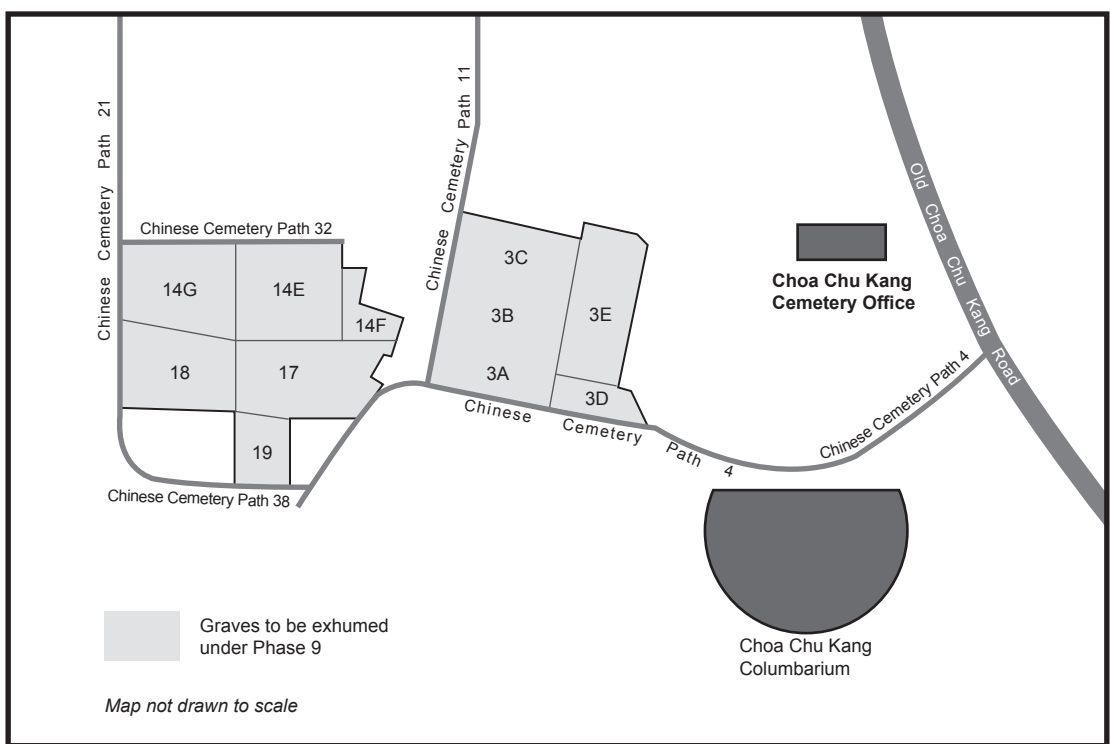 Chinese Cemetery Path 21
Chinese Cemetery Path 11
Old Choa Chu Kang Road
Chinese Cemetery Path 32
14G
14E
14F
18
17
19
3C
3B
3A
3E
3D
Choa Chu Kang
Cemetery Office
Chinese Cemetery Path 4
Chinese Cemetery Path 4
Chinese Cemetery Path 38
Graves to be exhumed
under Phase 9
Choa Chu Kang
Columbarium
Map not drawn to scale